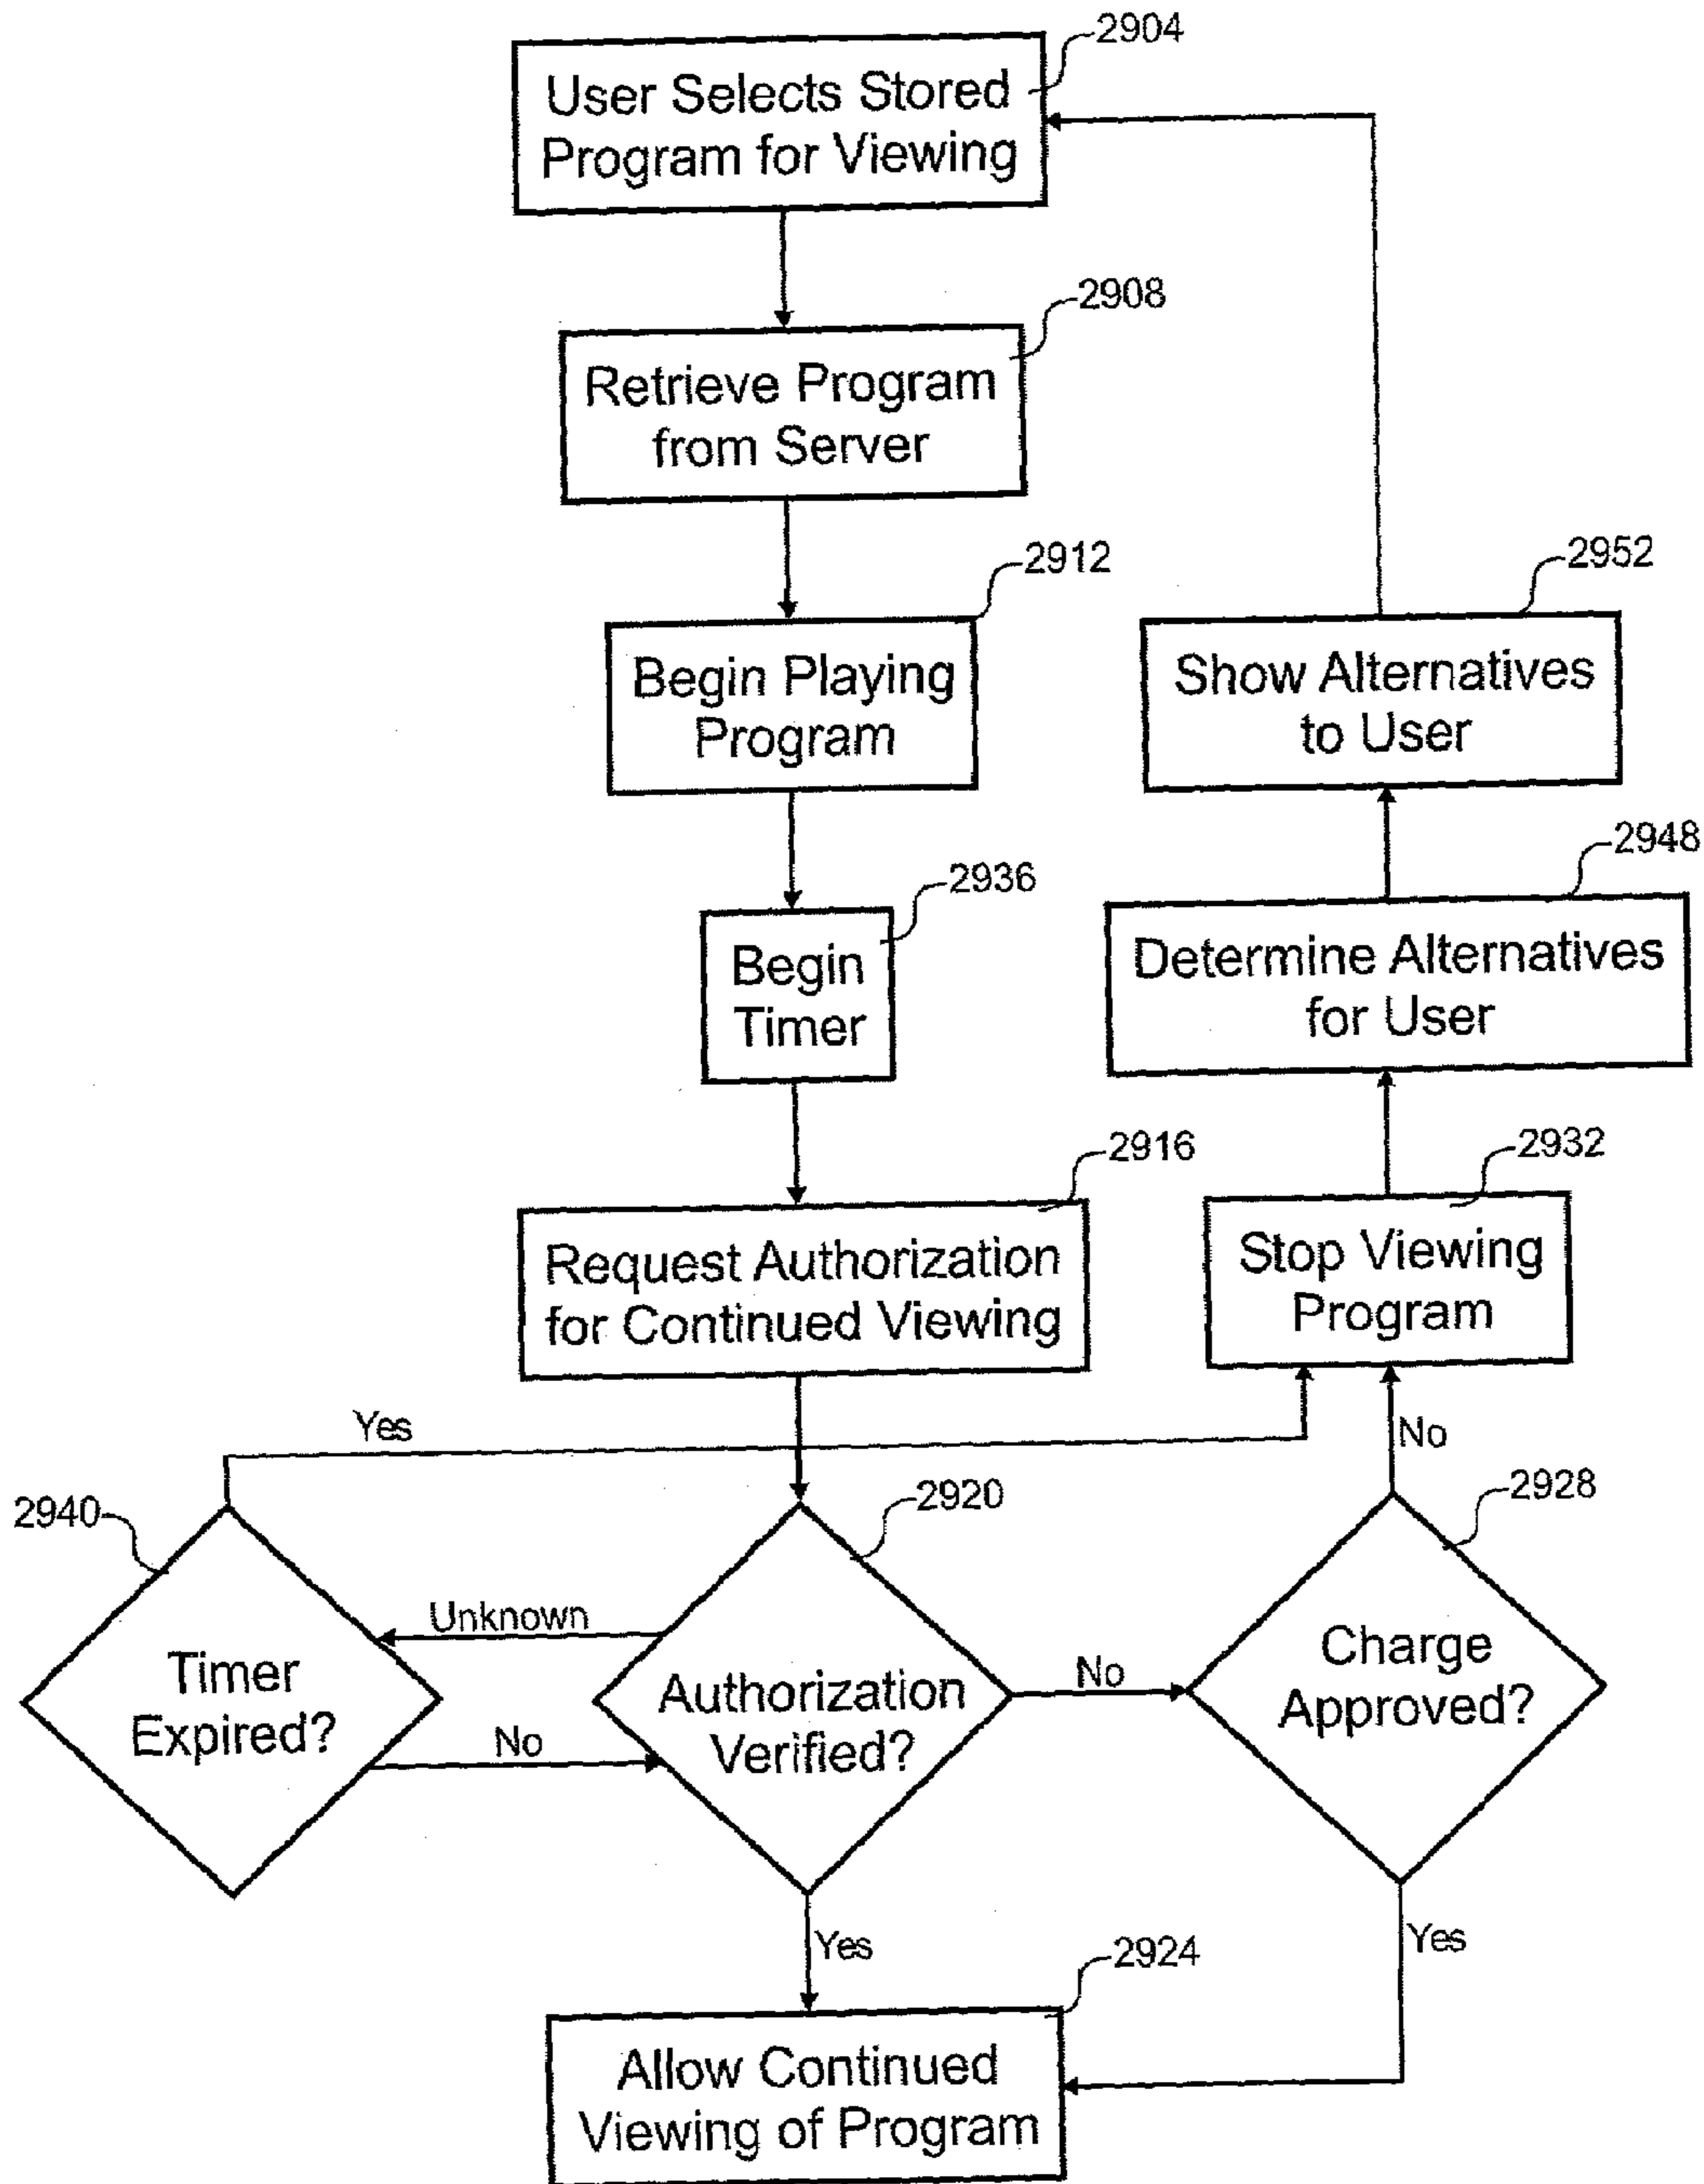 2904
User Selects Stored
Program for Viewing
2908
Retrieve Program
from Server
2912
Begin Playing
Program
2952
Show Alternatives
to User
2936
Begin
Timer
2948
Determine Alternatives
for User
2916
Request Authorization
for Continued Viewing
2932
Stop Viewing
Program
Yes
No
2940
2920
2928
Unknown
Timer
Expired?
No
Authorization
Verified?
No
Charge
Approved?
Yes
Yes
2924
Allow Continued
Viewing of Program